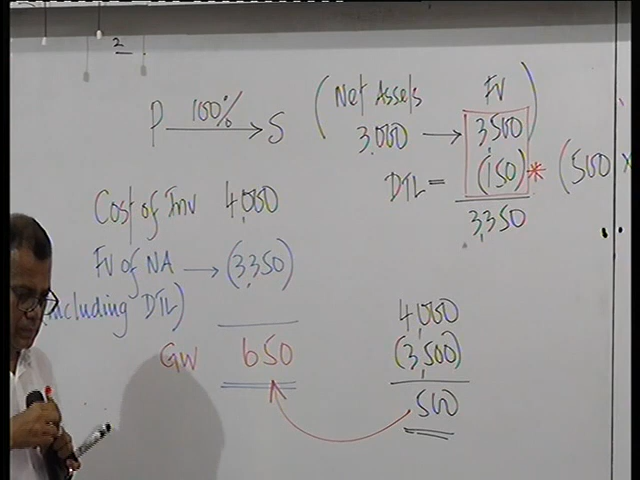 2
P 100% → S
(Net Assets FV)
3,000 → 3,500
DTL = (150) * (500 x
3,350
Cost of Inv 4,000
FV of NA → (3,350)
(including DTL)
GW 650
4,000
(3,500)
500